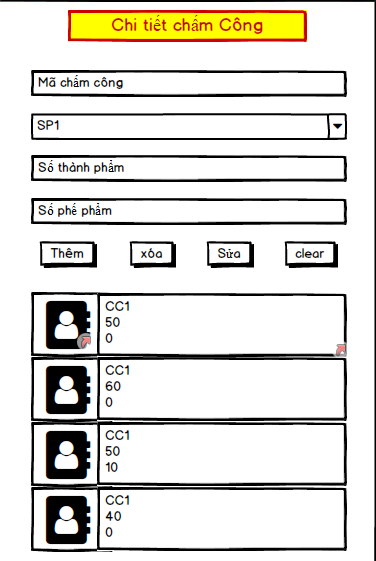 Chi tiết chấm Công
Mã chấm công
SP1
Số thành phẩm
Số phế phẩm
Thêm xóa Sửa clear
CC1
50
0
CC1
60
0
CC1
50
10
CC1
40
0